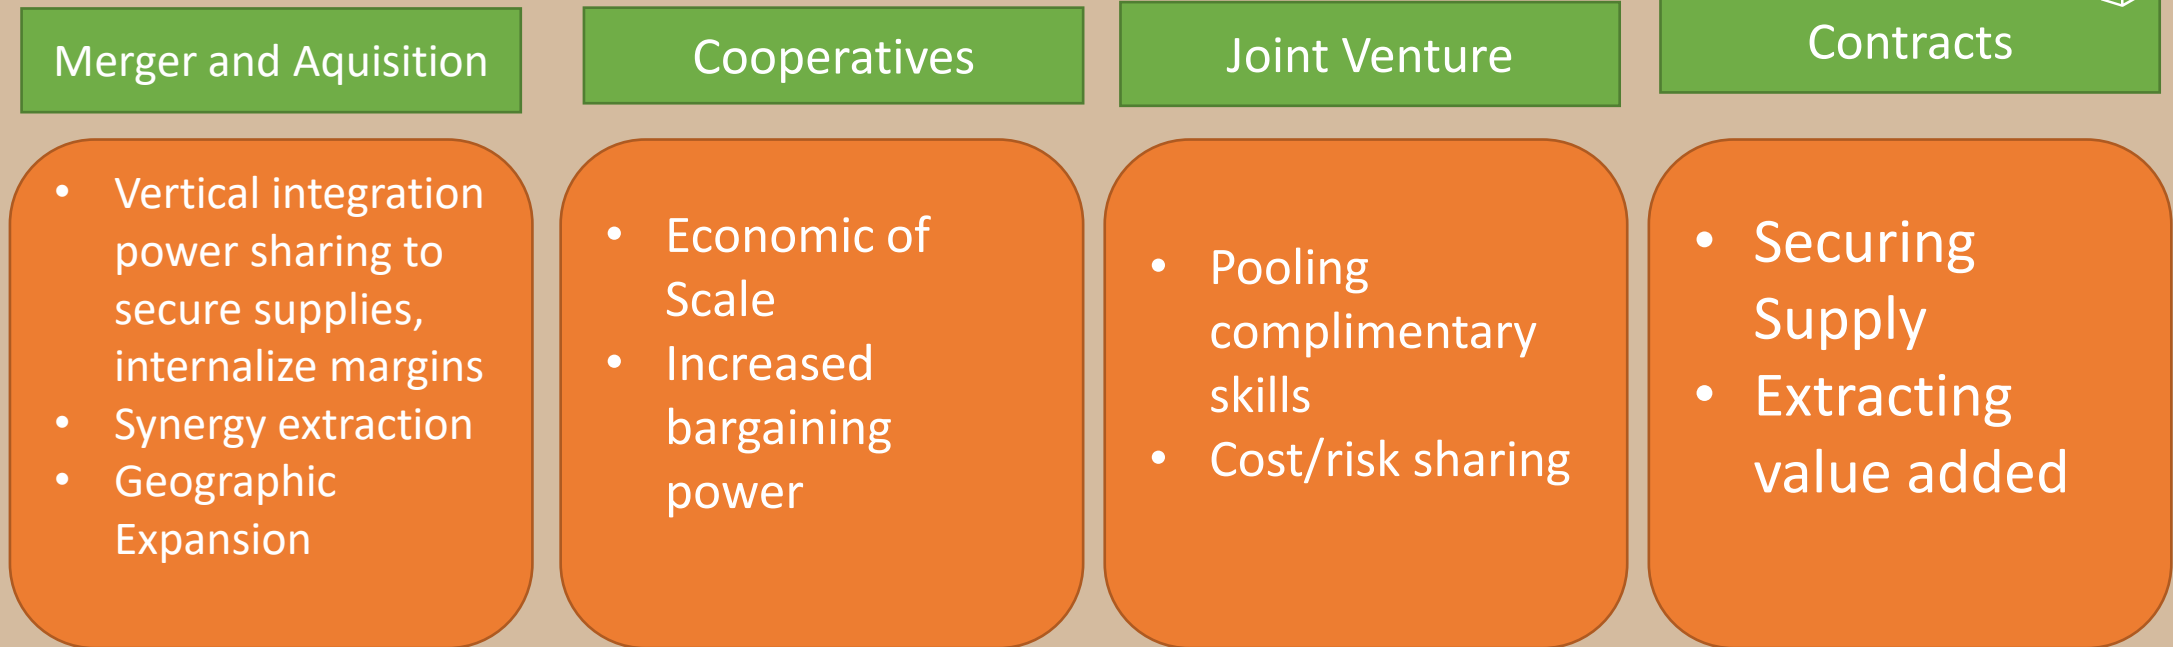 Merger and Aquisition
• Vertical integration
power sharing to
secure supplies,
internalize margins
• Synergy extraction
• Geographic
Expansion
Cooperatives
• Economic of
Scale
• Increased
bargaining
power
Joint Venture
• Pooling
complimentary
skills
• Cost/risk sharing
Contracts
• Securing
Supply
• Extracting
value added